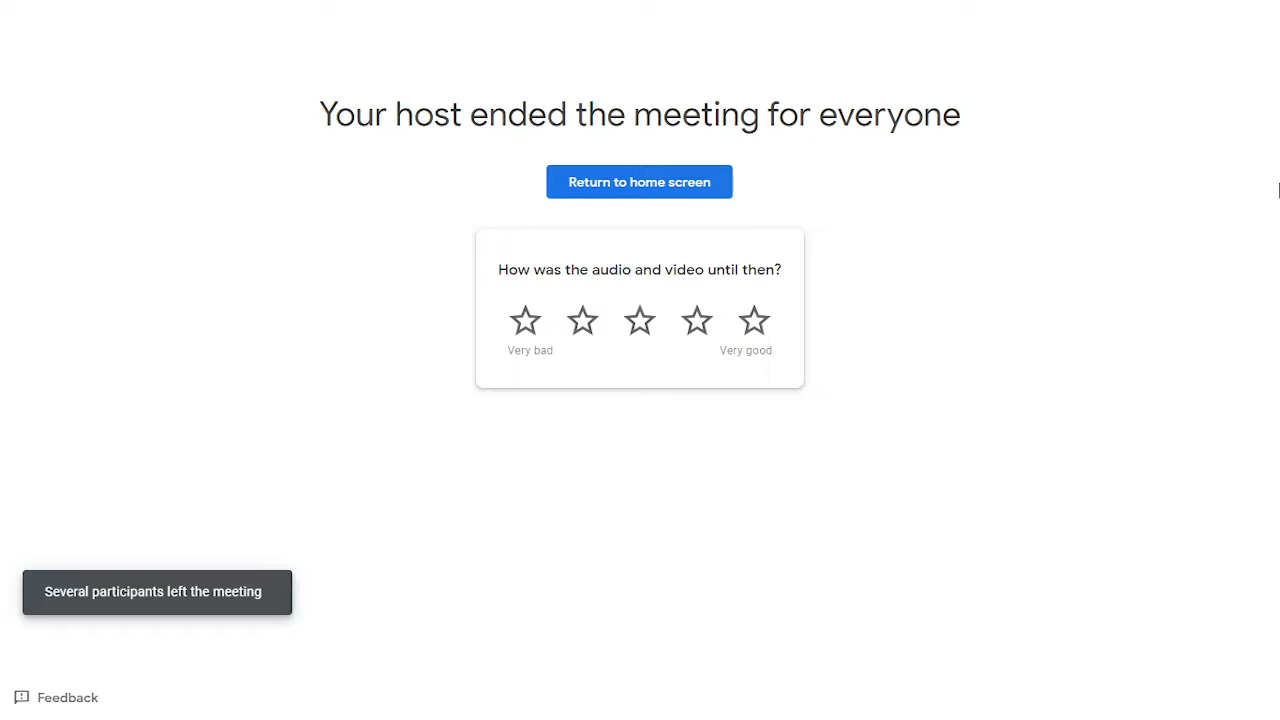 Your host ended the meeting for everyone
Return to home screen
How was the audio and video until then?
Very bad
Very good
Several participants left the meeting
Feedback